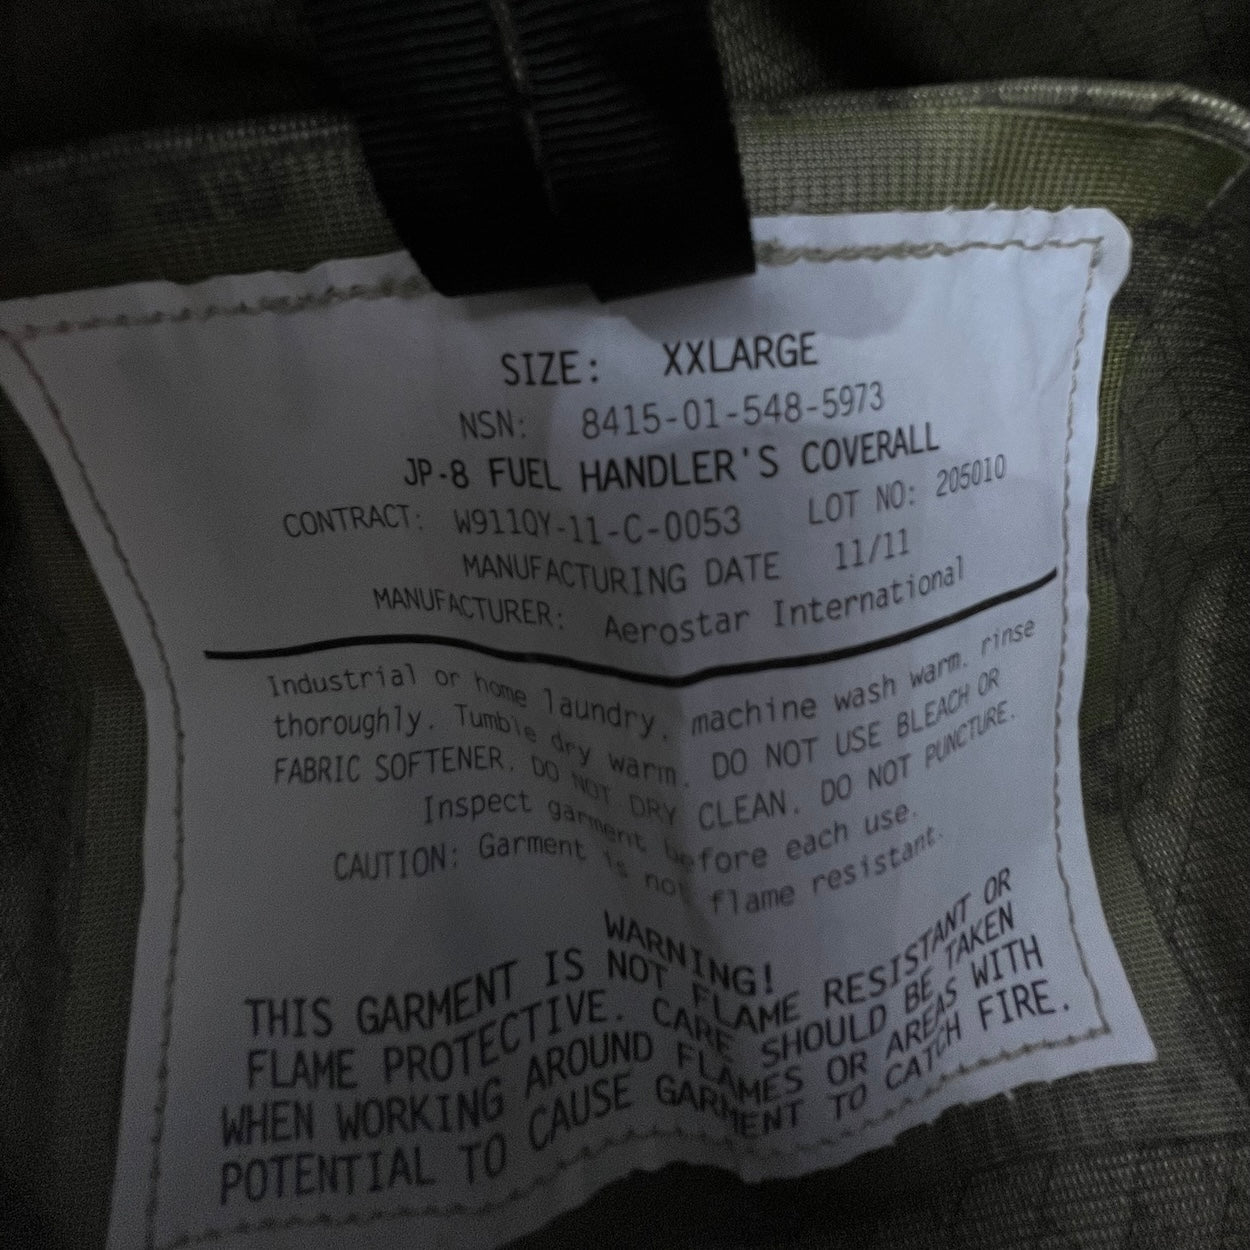 SIZE: XXLARGE
NSN: 8415-01-548-5973
JP-8 FUEL HANDLER'S COVERALL
CONTRACT: W911QY-11-C-0053 LOT NO: 205010
MANUFACTURING DATE 11/11
MANUFACTURER: Aerostar International
Industrial or home laundry, machine wash warm, rinse
thoroughly. Tumble dry warm. DO NOT USE BLEACH OR
FABRIC SOFTENER. DO NOT DRY CLEAN. DO NOT PUNCTURE.
Inspect garment before each use.
CAUTION: Garment is not flame resistant.
WARNING!
THIS GARMENT IS NOT FLAME RESISTANT OR
FLAME PROTECTIVE. CARE SHOULD BE TAKEN
WHEN WORKING AROUND FLAMES OR AREAS WITH
POTENTIAL TO CAUSE GARMENT TO CATCH FIRE.